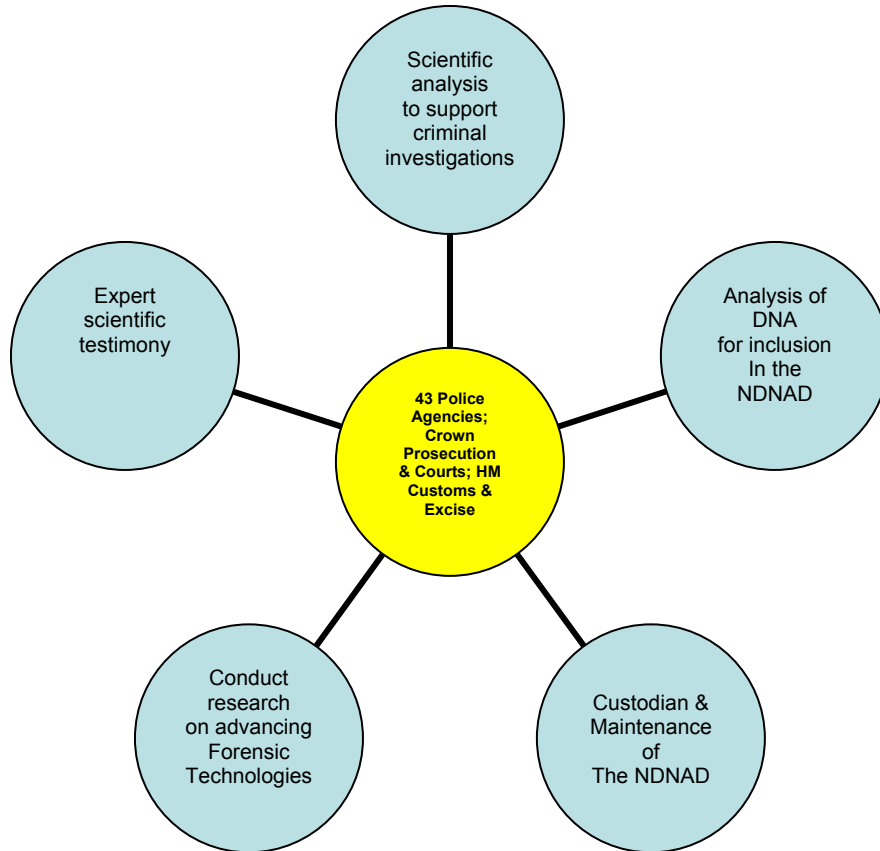 Scientific
analysis
to support
criminal
investigations
Expert
scientific
testimony
Analysis of
DNA
for inclusion
In the
NDNAD
43 Police
Agencies;
Crown
Prosecution
& Courts; HM
Customs &
Excise
Conduct
research
on advancing
Forensic
Technologies
Custodian &
Maintenance
of
The NDNAD